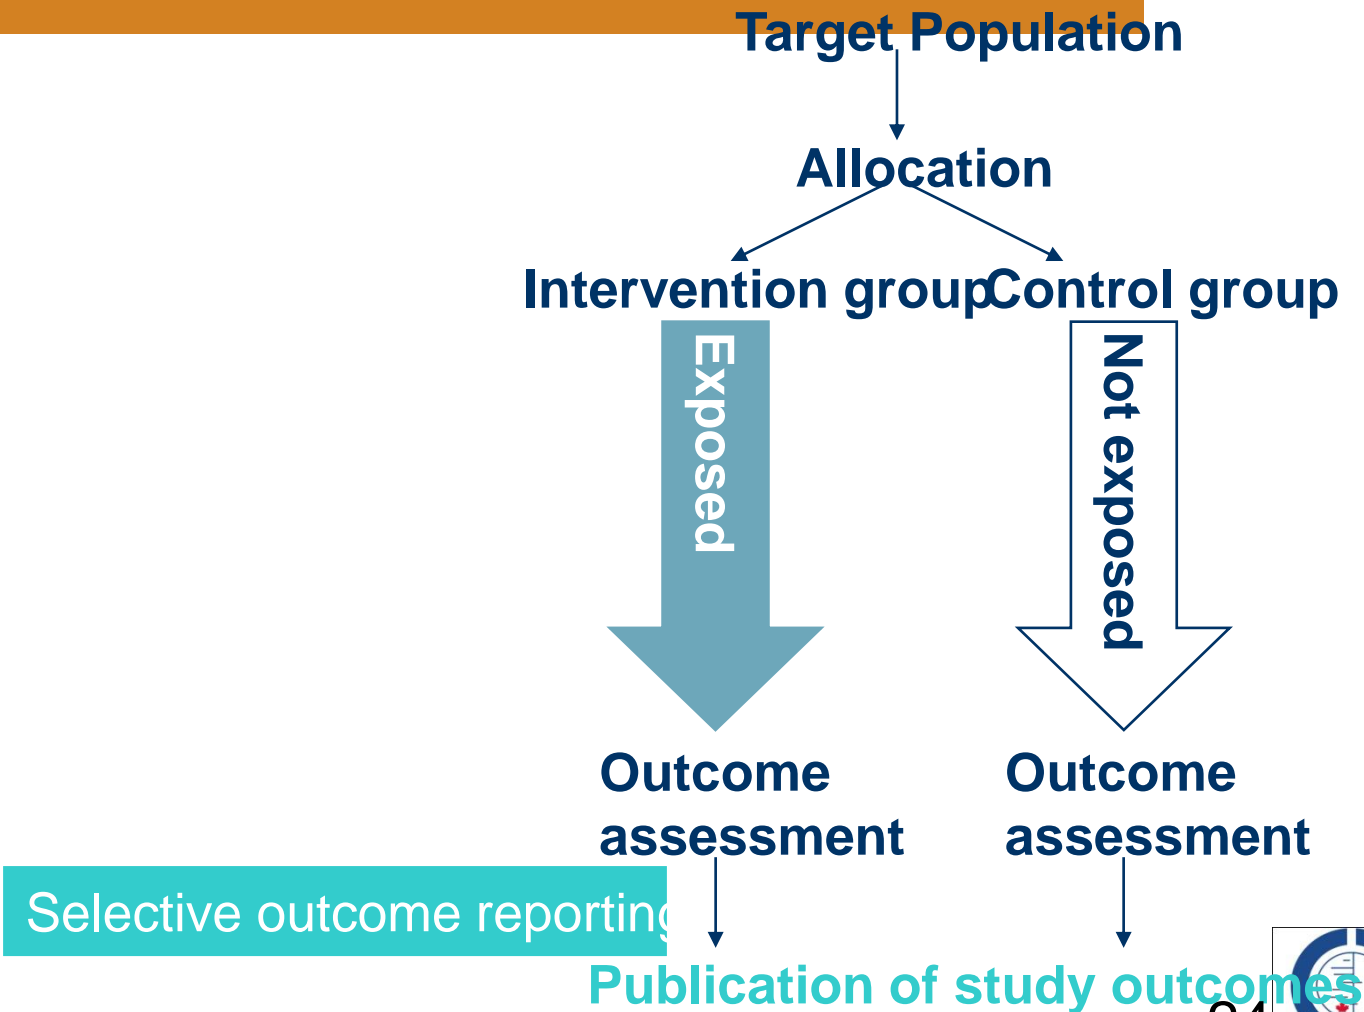 Target Population
Allocation
Intervention group
Control group
Exposed
Not exposed
Outcome
assessment
Outcome
assessment
Selective outcome reporting
Publication of study outcomes